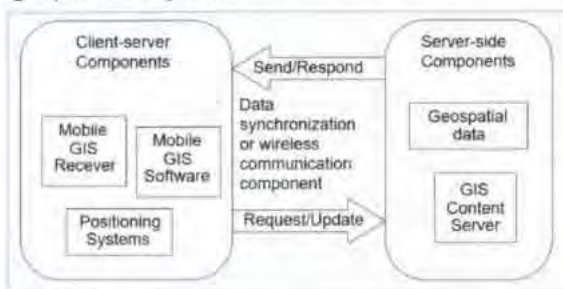 Client-server
Components
Mobile
GIS
Recever
Mobile
GIS
Software
Positioning
Systems
Send/Respond
Data
synchronization
or wireless
communication
component
Request/Update
Server-side
Components
Geospatial
data
GIS
Content
Server